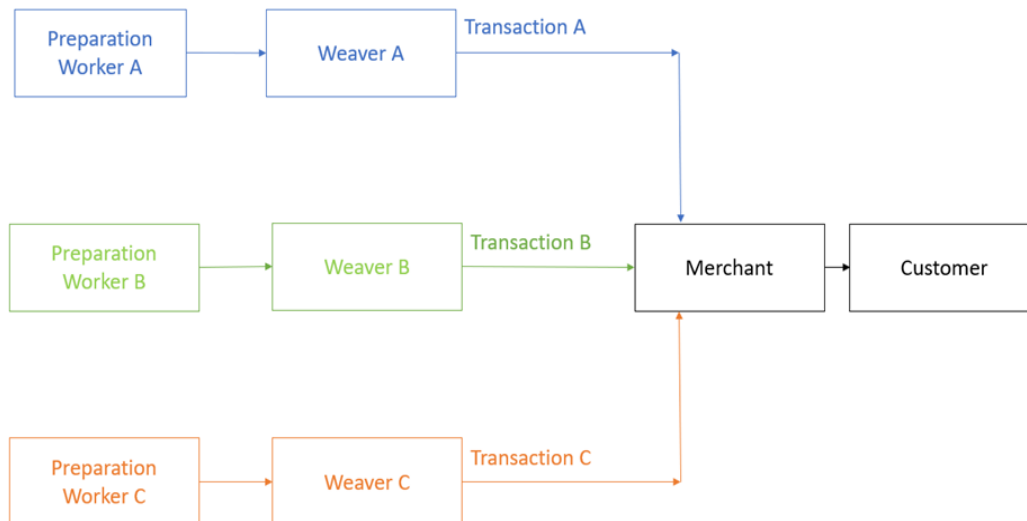 Preparation
Worker A
Weaver A
Transaction A
Preparation
Worker B
Weaver B
Transaction B
Merchant
Customer
Preparation
Worker C
Weaver C
Transaction C